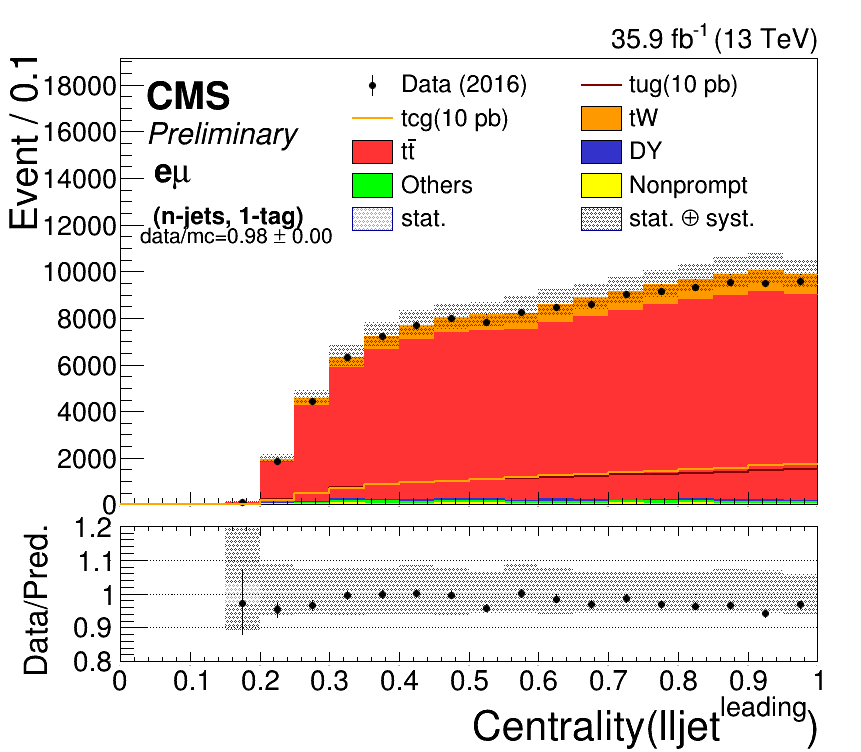 35.9 fb⁻¹ (13 TeV)
Event / 0.1
18000
16000
14000
12000
10000
8000
6000
4000
2000
0
CMS
Preliminary
eμ
(n-jets, 1-tag)
data/mc=0.98 ± 0.00
Data (2016)
tug(10 pb)
tcg(10 pb)
tW
tt̄
DY
Others
Nonprompt
stat.
stat. ⊕ syst.
Data/Pred.
1.2
1.1
1
0.9
0.8
0 0.1 0.2 0.3 0.4 0.5 0.6 0.7 0.8 0.9 1
Centrality(lljet^leading)